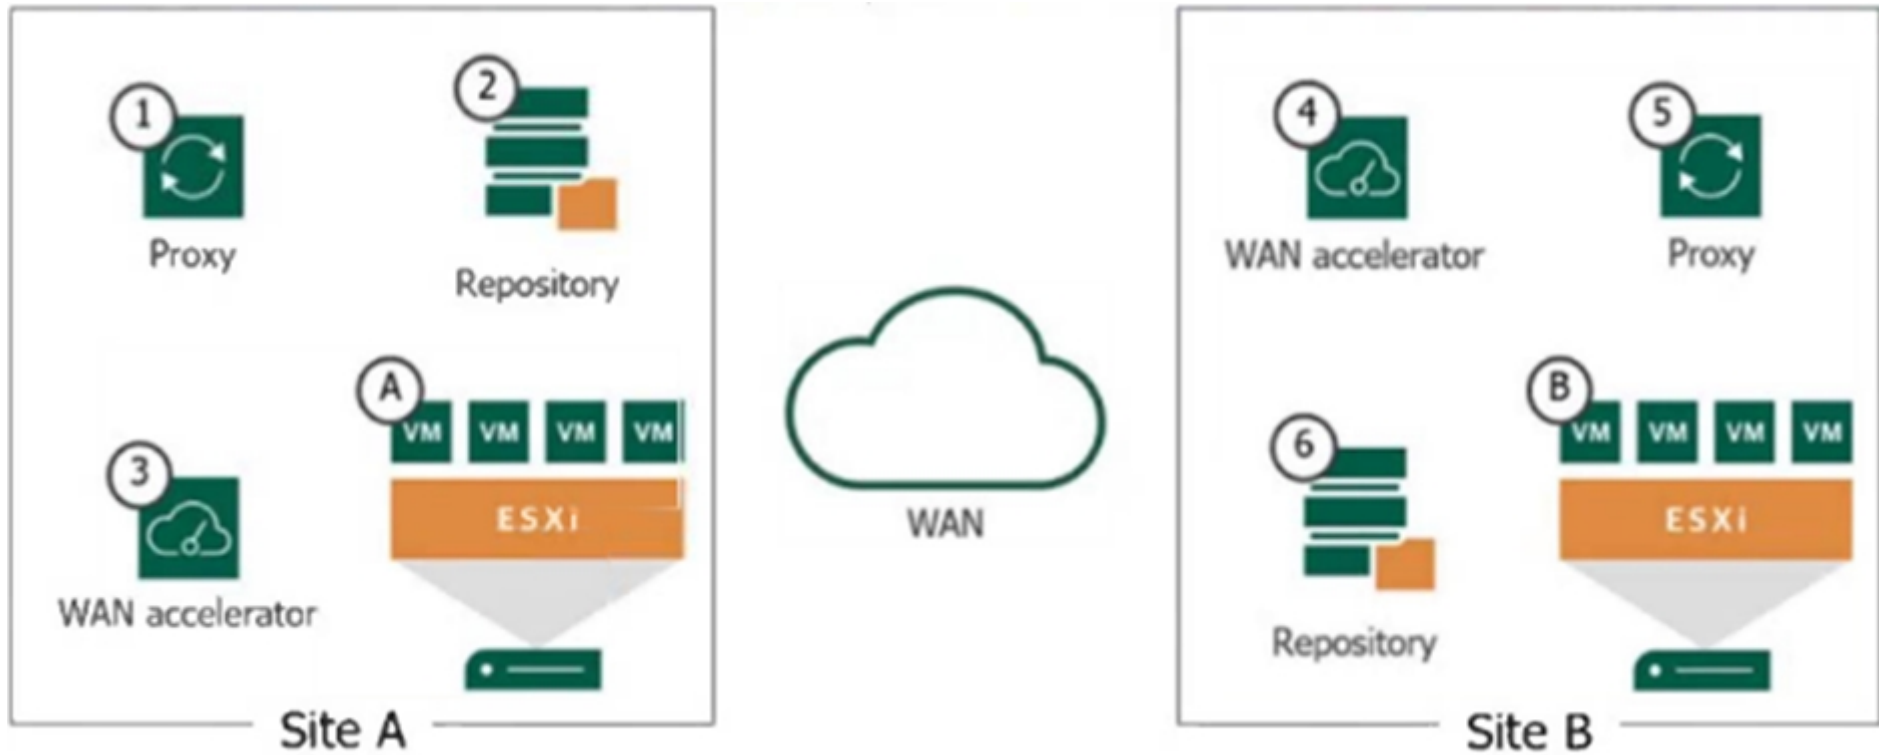 1
Proxy
2
Repository
3
WAN accelerator
A
VM VM VM VM
ESXi
Site A
WAN
4
WAN accelerator
5
Proxy
6
Repository
B
VM VM VM VM
ESXi
Site B